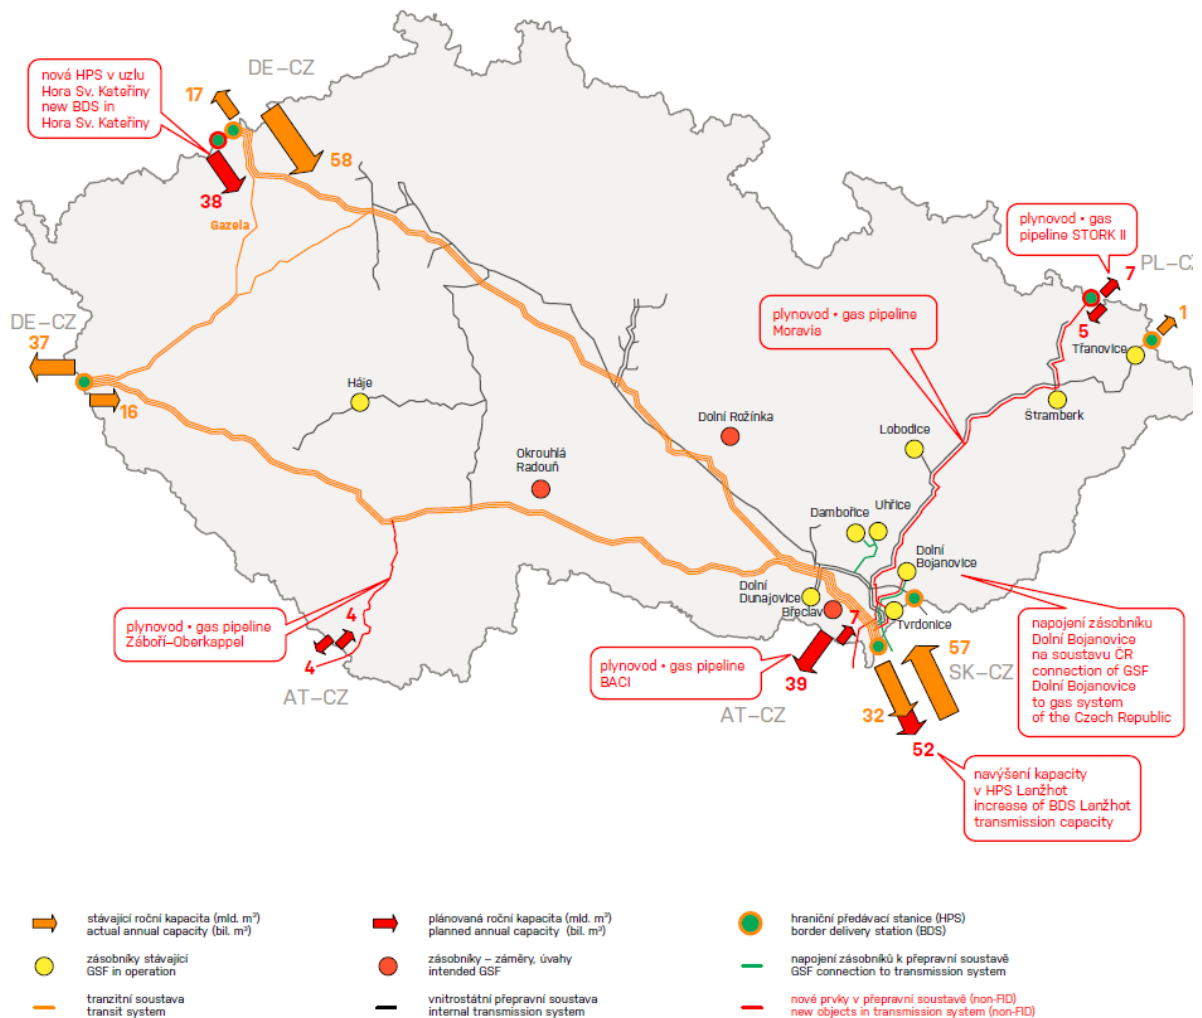 DE–CZ
nová HPS v uzlu
Hora Sv. Kateřiny
new BDS in
Hora Sv. Kateřiny
17
58
38
Gazela
plynovod • gas
pipeline STORK II
PL–CZ
7
5
1
Třanovice
plynovod • gas pipeline
Moravia
DE–CZ
37
16
Háje
Štramberk
Dolní Rožínka
Lobodice
Okrouhlá
Radouň
Uhřice
Dambořice
Dolní
Bojanovice
Dolní
Dunajovice
Břeclav
Tvrdonice
plynovod • gas pipeline
Záboří–Oberkappel
4
4
AT–CZ
plynovod • gas pipeline
BACI
7
39
AT–CZ
57
SK–CZ
32
52
napojení zásobníku
Dolní Bojanovice
na soustavu ČR
connection of GSF
Dolní Bojanovice
to gas system
of the Czech Republic
navýšení kapacity
v HPS Lanžhot
increase of BDS Lanžhot
transmission capacity
stávající roční kapacita (mld. m³)
actual annual capacity (bil. m³)
plánovaná roční kapacita (mld. m³)
planned annual capacity (bil. m³)
hraniční předávací stanice (HPS)
border delivery station (BDS)
zásobníky stávající
GSF in operation
zásobníky – záměry, úvahy
intended GSF
napojení zásobníků k přepravní soustavě
GSF connection to transmission system
tranzitní soustava
transit system
vnitrostátní přepravní soustava
internal transmission system
nové prvky v přepravní soustavě (non-FID)
new objects in transmission system (non-FID)